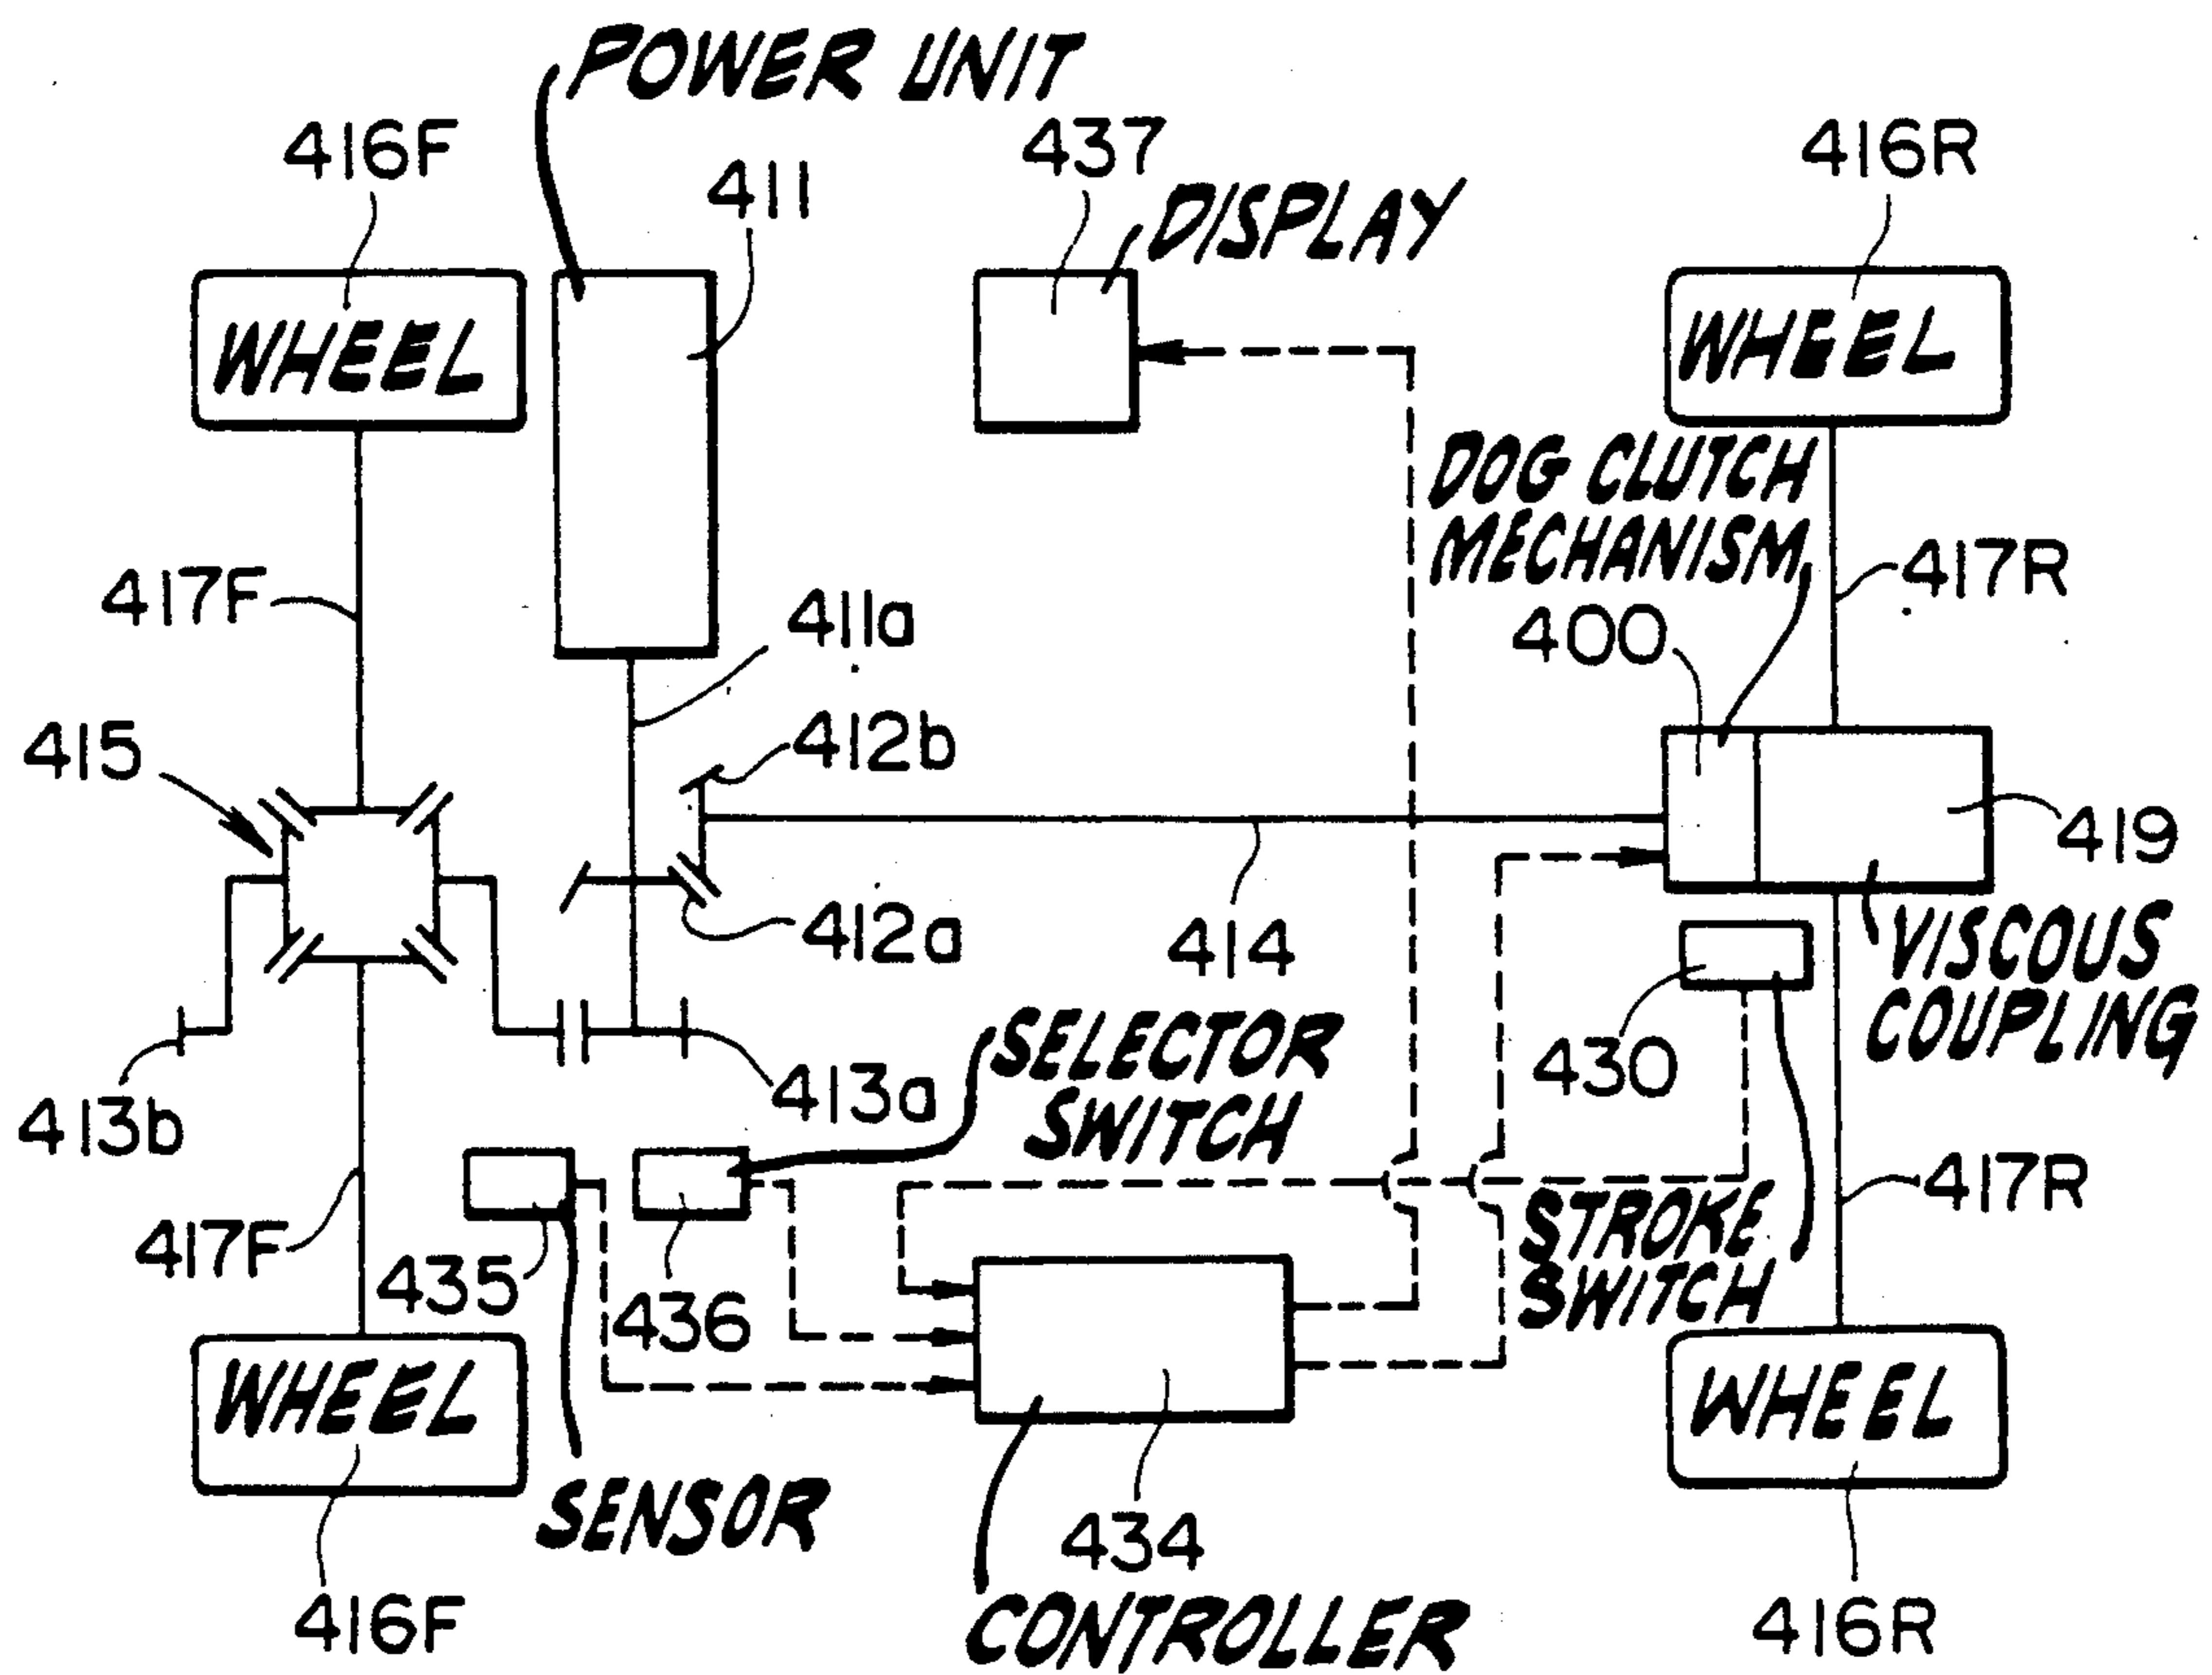 POWER UNIT
416F
411
437
DISPLAY
416R
WHEEL
WHEEL
DOG CLUTCH
MECHANISM
417F
411a
400
417R
415
412b
419
412a
414
VISCOUS
COUPLING
430
SELECTOR
SWITCH
413b
413a
417F
435
436
STROKE
SWITCH
417R
WHEEL
WHEEL
SENSOR
434
CONTROLLER
416F
416R